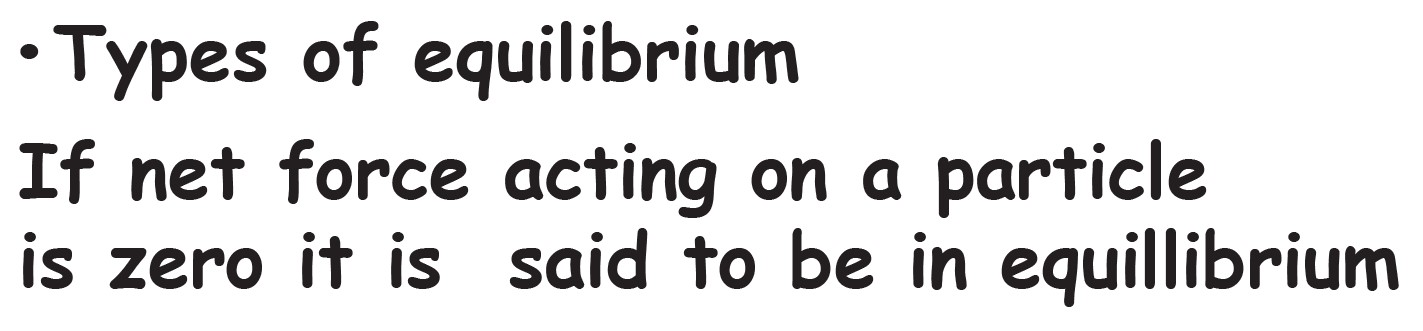 • Types of equilibrium
If net force acting on a particle
is zero it is said to be in equillibrium